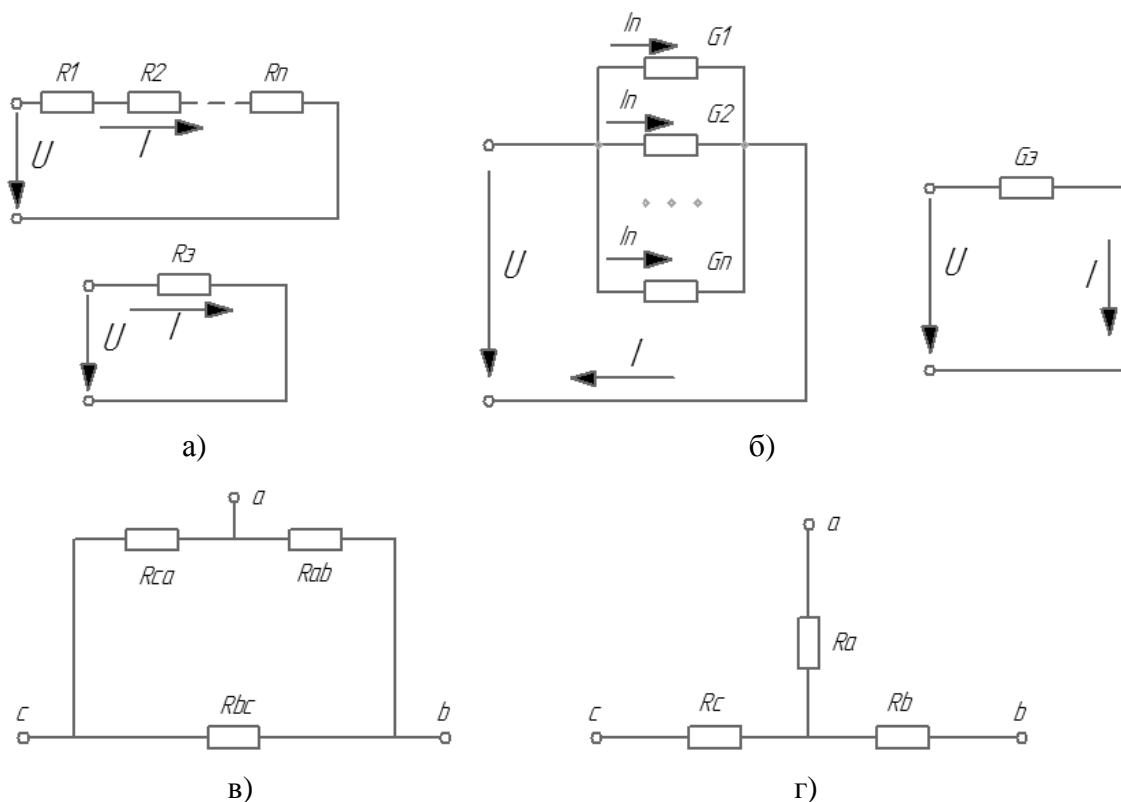 R1 R2 Rn
U I
Rэ
U I
а)
In G1
In G2
In Gn
U
I
Gэ
U I
б)
a
Rca Rab
c Rbc b
в)
a
Ra
c Rc Rb b
г)